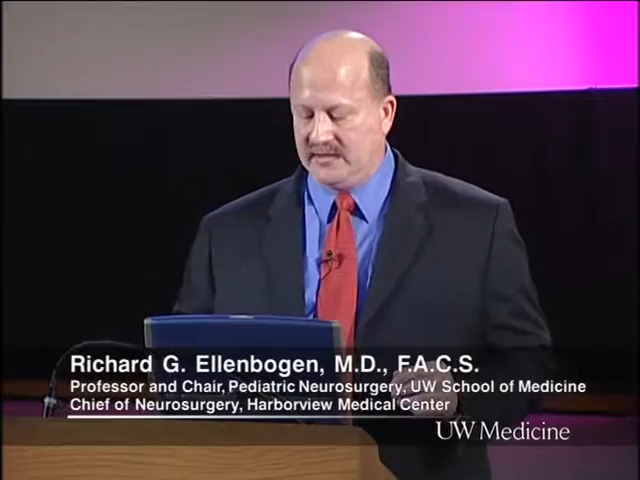 Richard G. Ellenbogen, M.D., F.A.C.S.
Professor and Chair, Pediatric Neurosurgery, UW School of Medicine
Chief of Neurosurgery, Harborview Medical Center
UW Medicine